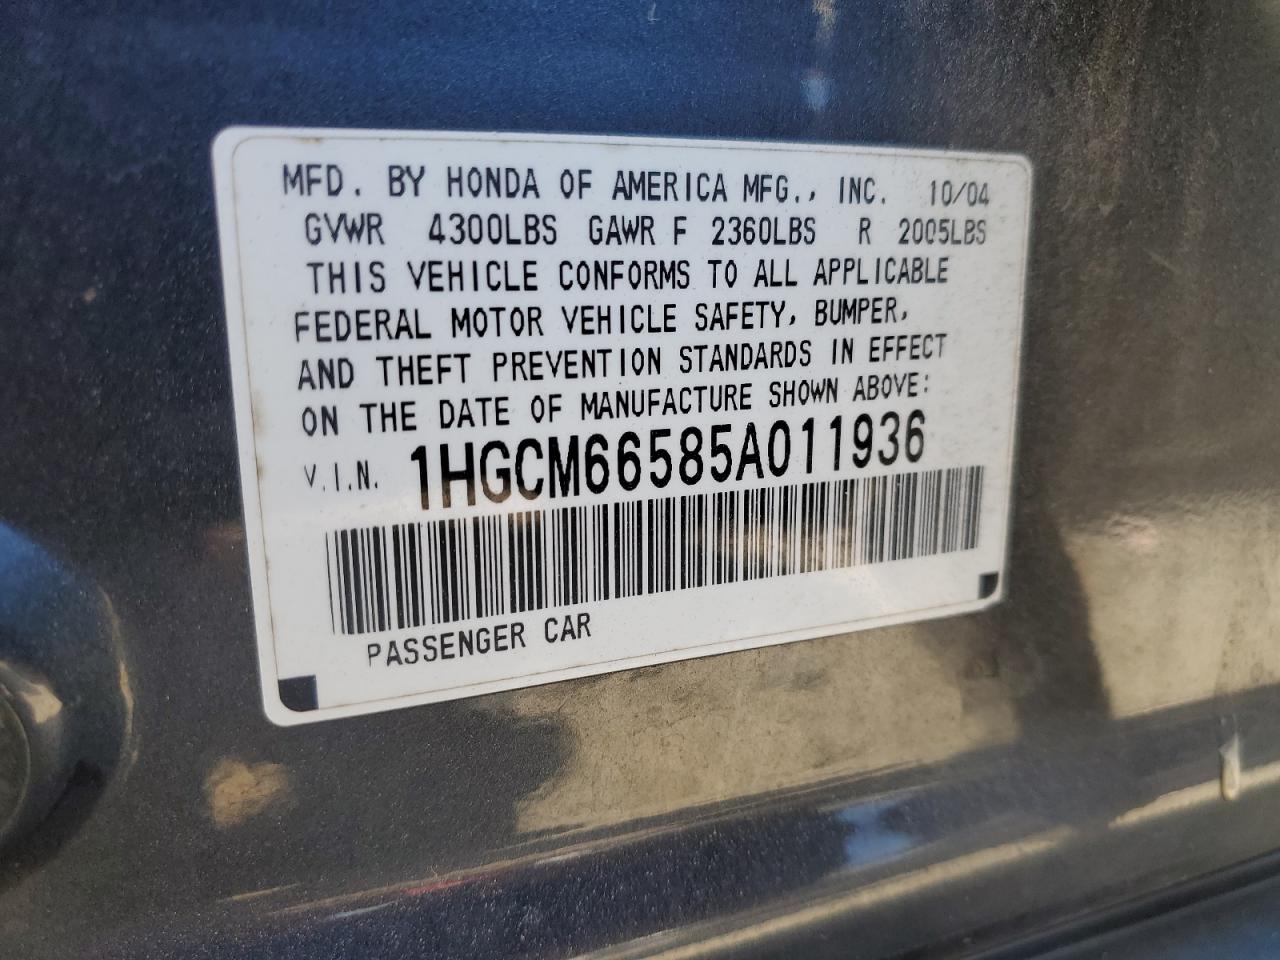 MFD. BY HONDA OF AMERICA MFG., INC. 10/04
GVWR 4300LBS GAWR F 2360LBS R 2005LBS
THIS VEHICLE CONFORMS TO ALL APPLICABLE
FEDERAL MOTOR VEHICLE SAFETY, BUMPER,
AND THEFT PREVENTION STANDARDS IN EFFECT
ON THE DATE OF MANUFACTURE SHOWN ABOVE:
V.I.N. 1HGCM66585A011936
PASSENGER CAR